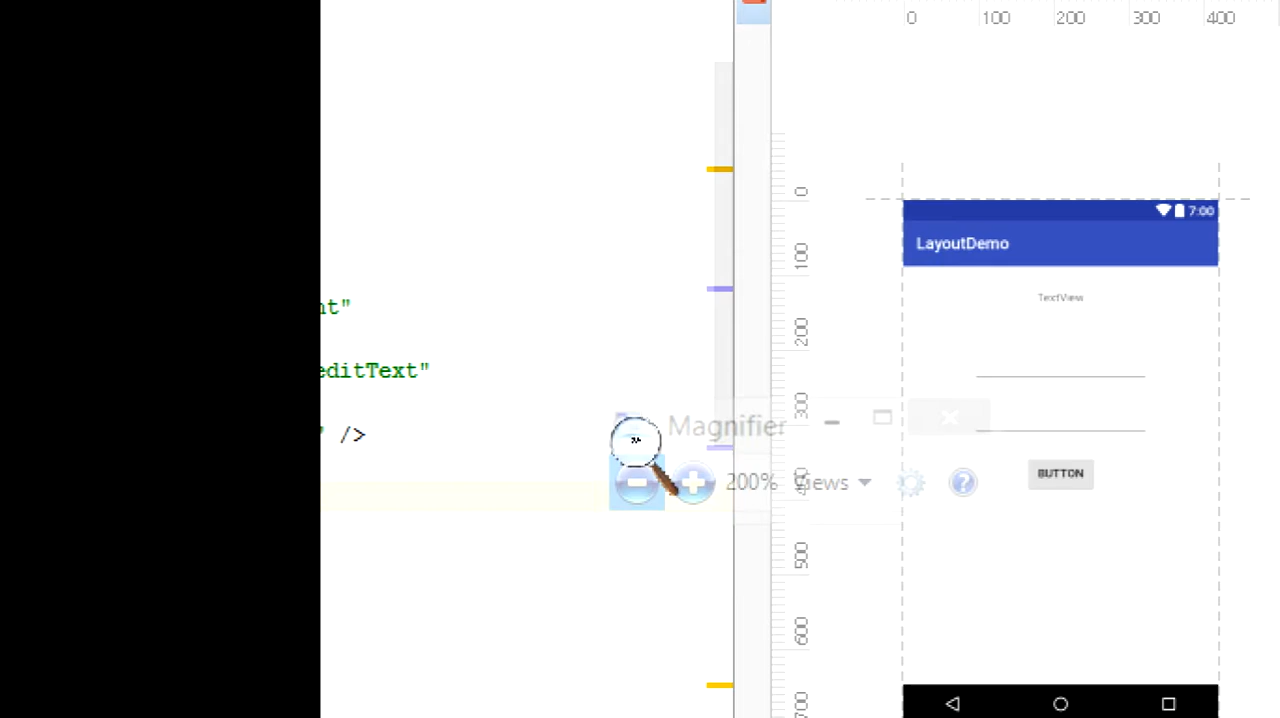 0 100 200 300 400
nt"
editText"
" />
Magnifier
200% Views
0
100
200
300
500
600
700
7:00
LayoutDemo
TextView
BUTTON